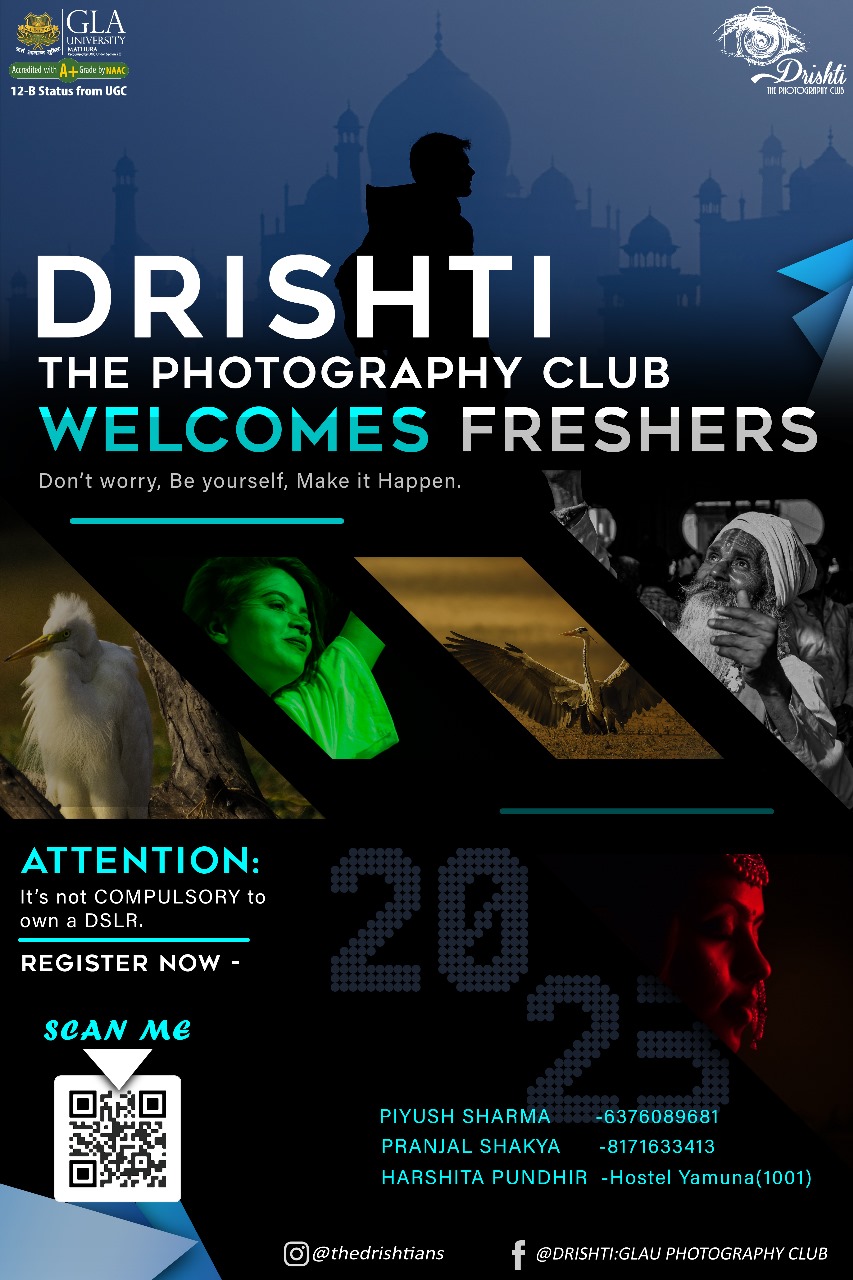 GLA
UNIVERSITY
MATHURA
Accredited with A+ Grade by NAAC
12-B Status from UGC
Drishti
THE PHOTOGRAPHY CLUB
DRISHTI
THE PHOTOGRAPHY CLUB
WELCOMES FRESHERS
Don't worry, Be yourself, Make it Happen.
ATTENTION:
It's not COMPULSORY to
own a DSLR.
REGISTER NOW -
SCAN ME
20
23
PIYUSH SHARMA -6376089681
PRANJAL SHAKYA -8171633413
HARSHITA PUNDHIR -Hostel Yamuna(1001)
@thedrishtians
@DRISHTI:GLAU PHOTOGRAPHY CLUB